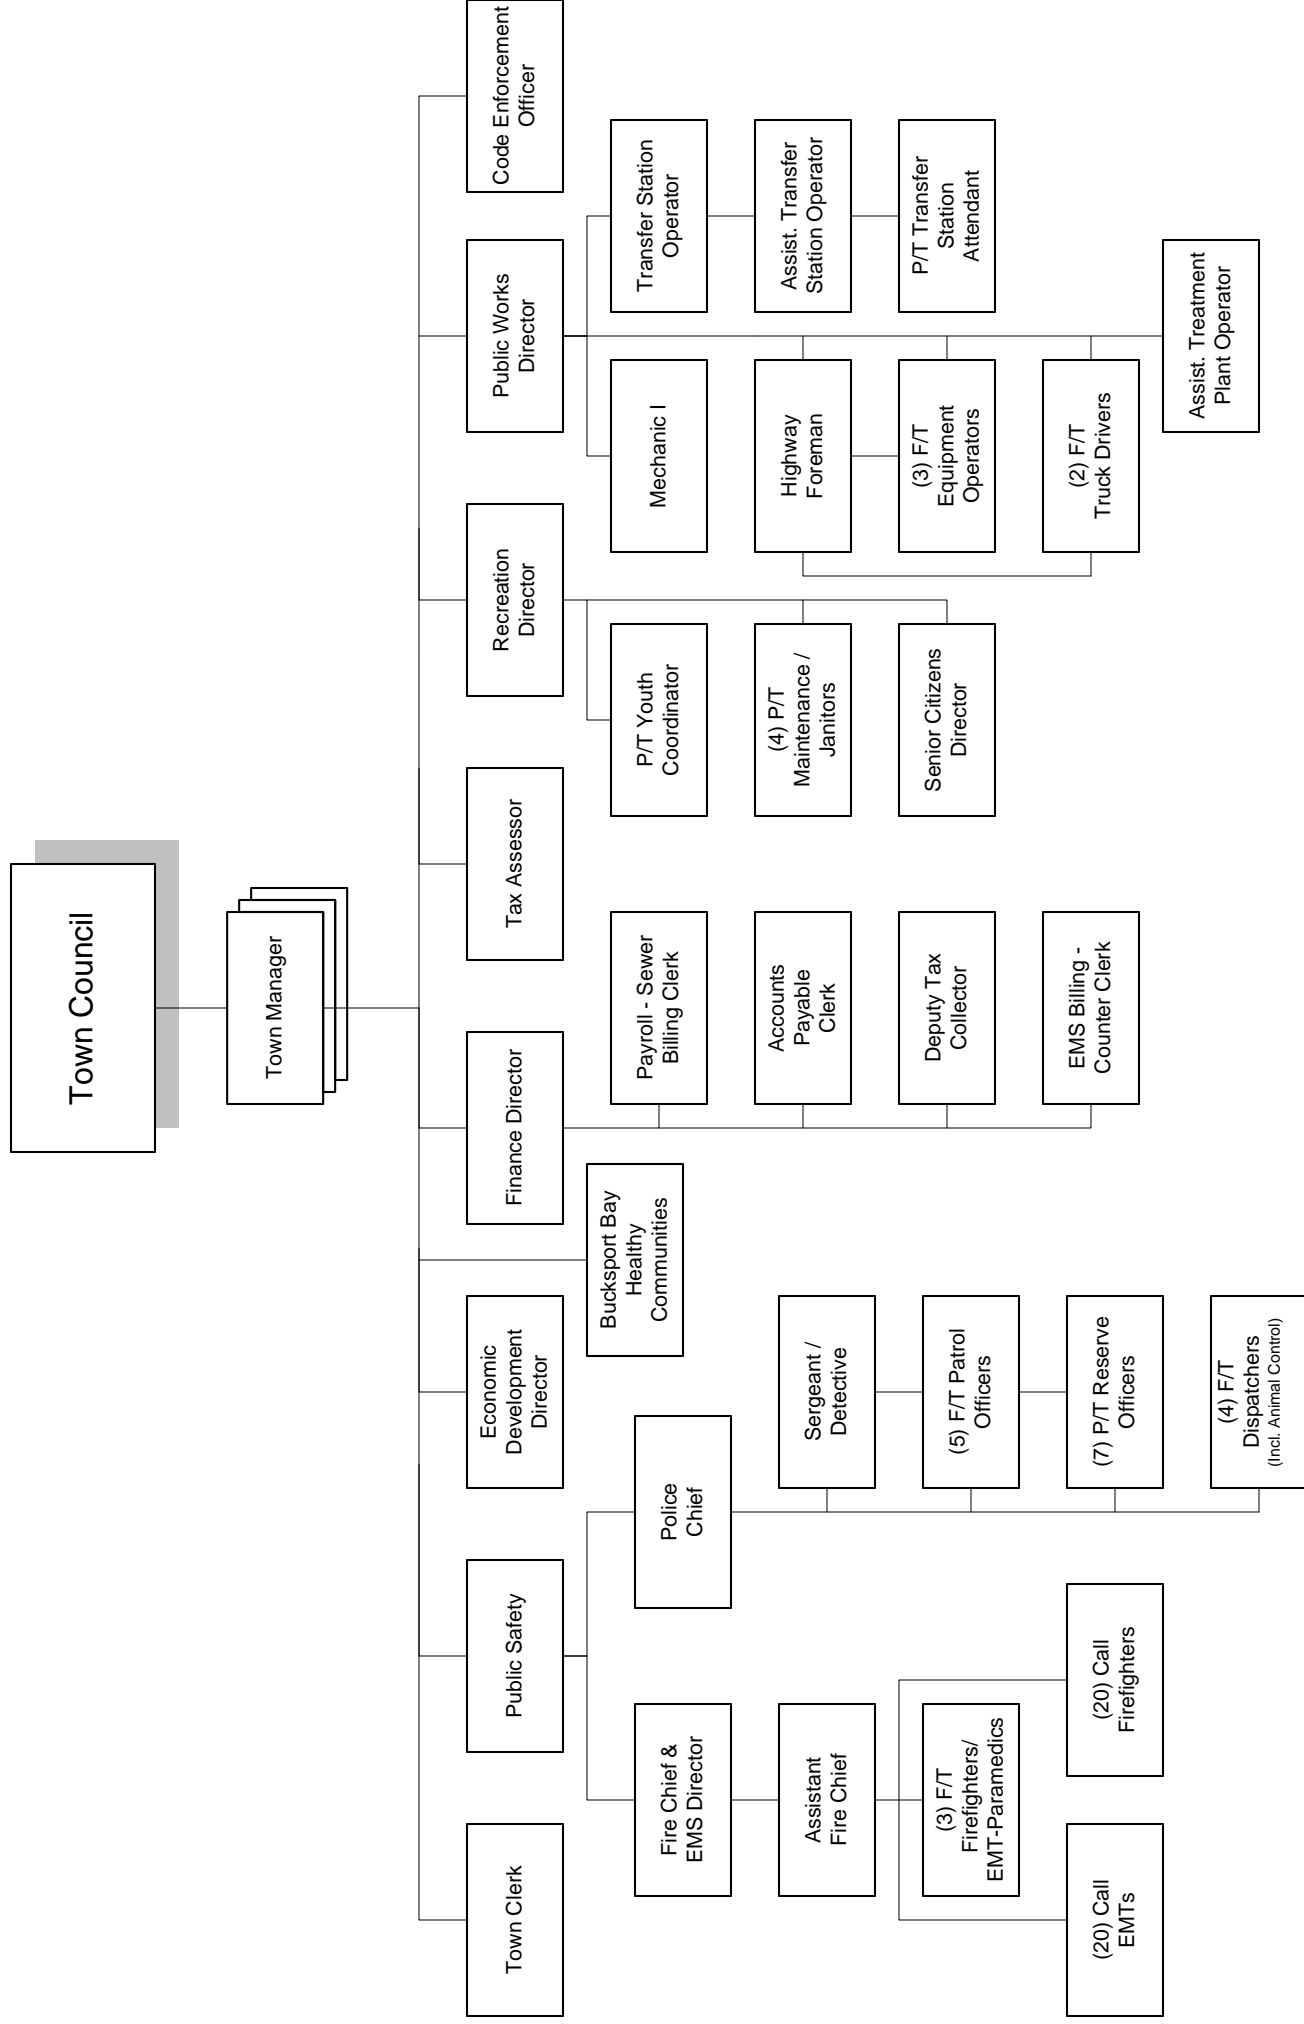 Town Council
Town Manager
Town Clerk
Public Safety
Economic
Development
Director
Finance Director
Tax Assessor
Recreation
Director
Public Works
Director
Code Enforcement
Officer
Bucksport Bay
Healthy
Communities
Fire Chief &
EMS Director
Police
Chief
Payroll - Sewer
Billing Clerk
P/T Youth
Coordinator
Mechanic I
Transfer Station
Operator
Assistant
Fire Chief
Sergeant /
Detective
Accounts
Payable
Clerk
(4) P/T
Maintenance /
Janitors
Highway
Foreman
Assist. Transfer
Station Operator
(3) F/T
Firefighters/
EMT-Paramedics
(5) F/T Patrol
Officers
Deputy Tax
Collector
Senior Citizens
Director
(3) F/T
Equipment
Operators
P/T Transfer
Station
Attendant
(20) Call
EMTs
(20) Call
Firefighters
(7) P/T Reserve
Officers
EMS Billing -
Counter Clerk
(2) F/T
Truck Drivers
Assist. Treatment
Plant Operator
(4) F/T
Dispatchers
(Incl. Animal Control)